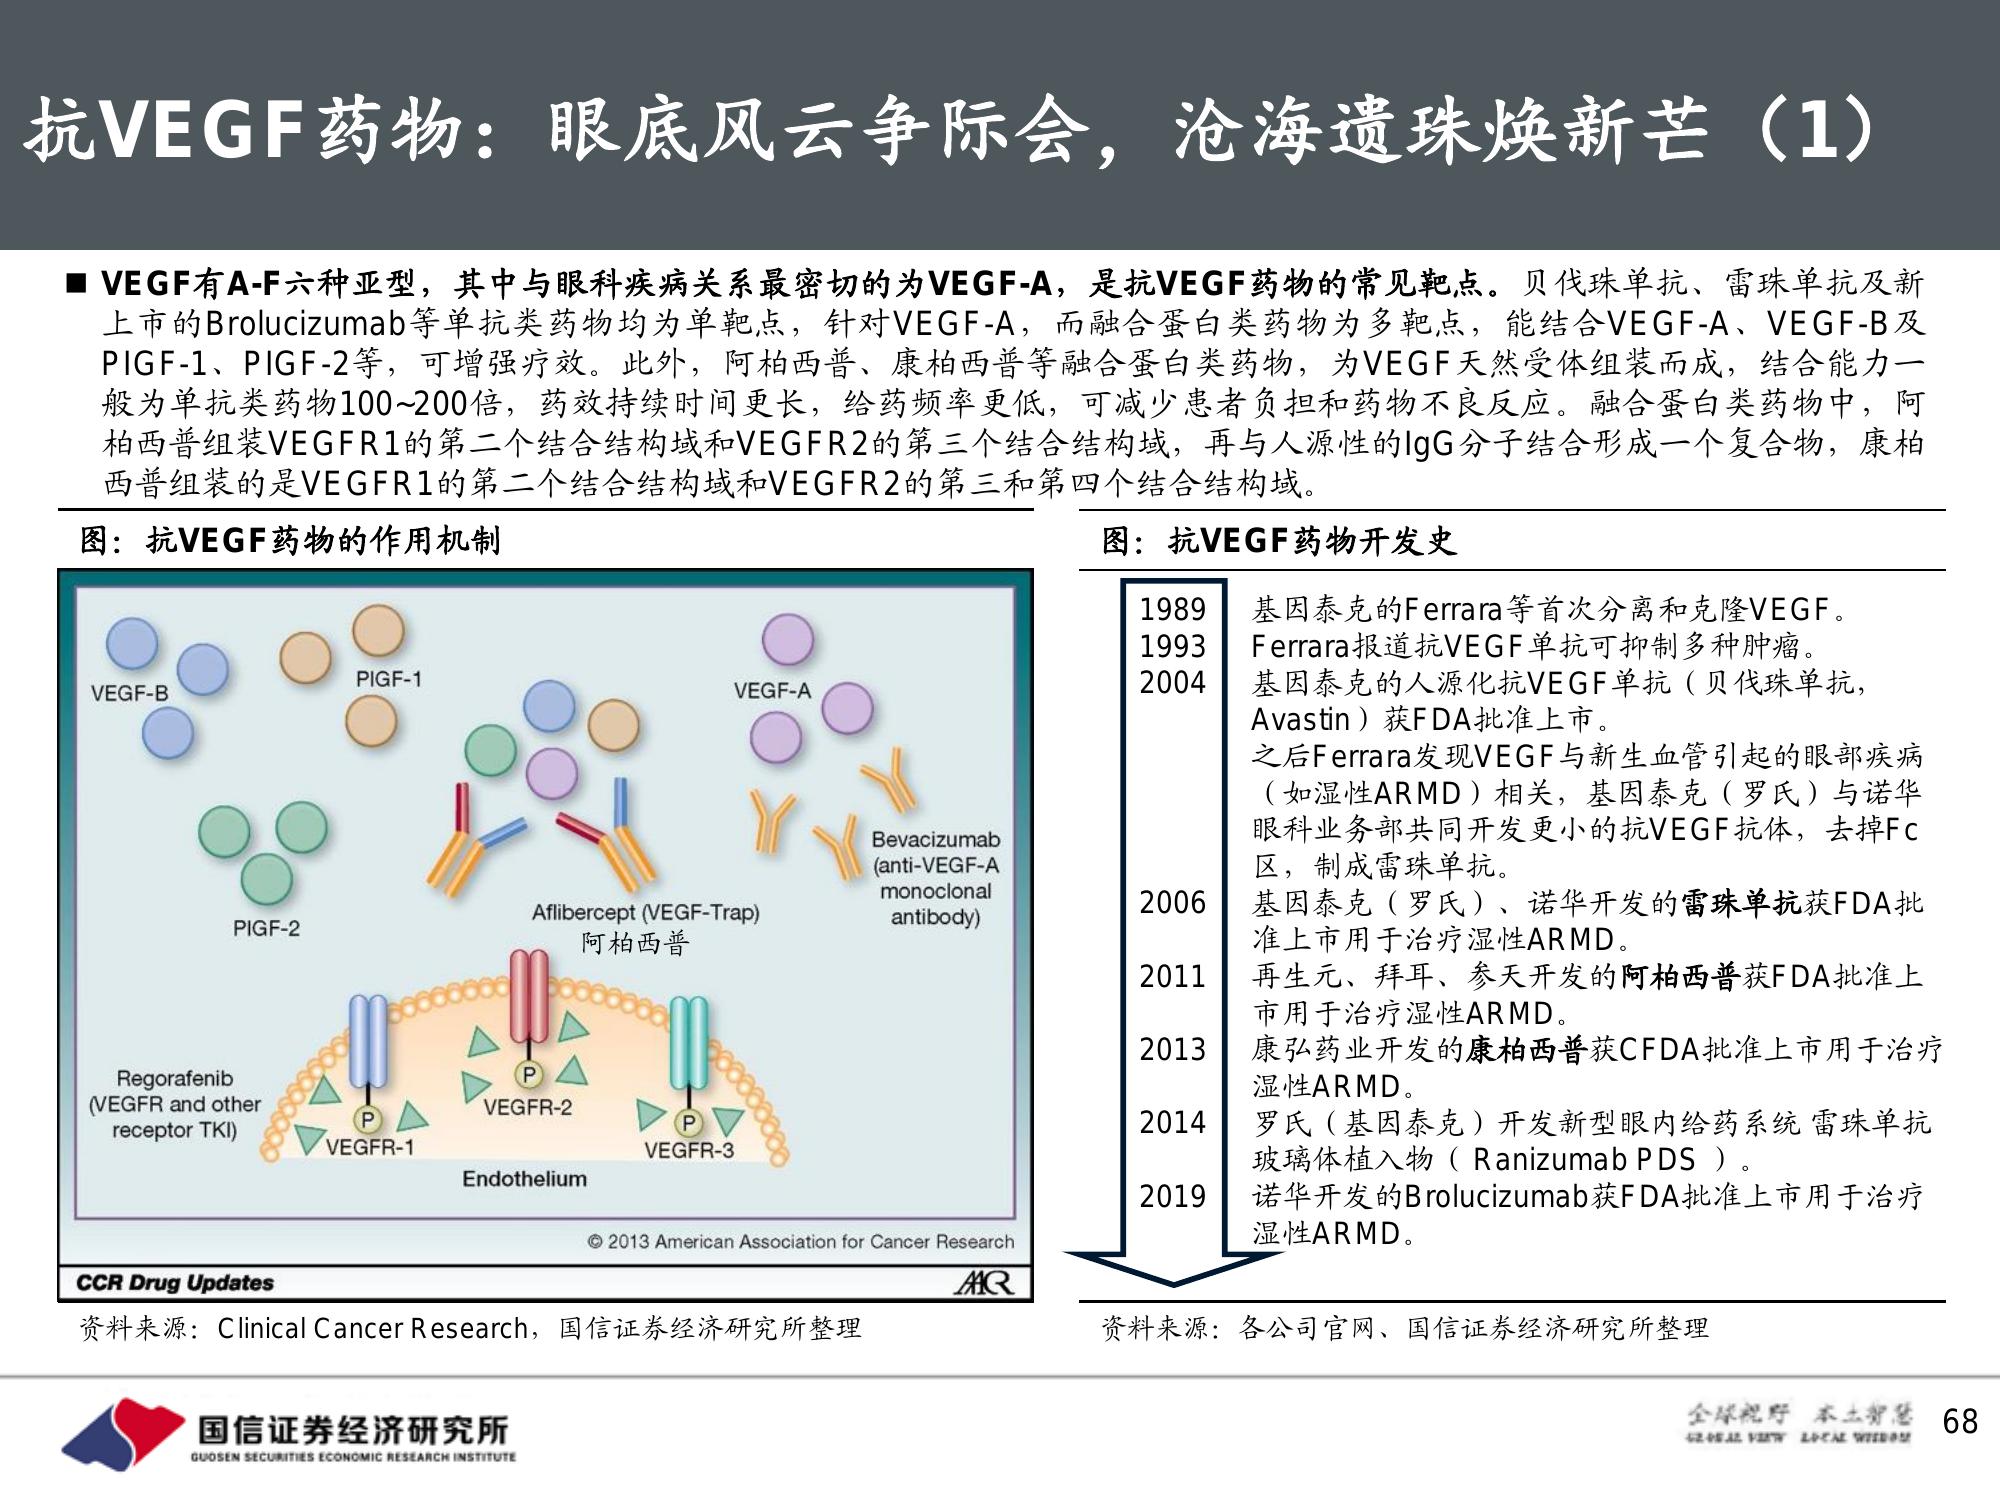 抗VEGF药物：眼底风云争际会，沧海遗珠焕新芒（1）
■ VEGF有A-F六种亚型，其中与眼科疾病关系最密切的为VEGF-A，是抗VEGF药物的常见靶点。贝伐珠单抗、雷珠单抗及新
上市的Brolucizumab等单抗类药物均为单靶点，针对VEGF-A，而融合蛋白类药物为多靶点，能结合VEGF-A、VEGF-B及
PIGF-1、PIGF-2等，可增强疗效。此外，阿柏西普、康柏西普等融合蛋白类药物，为VEGF天然受体组装而成，结合能力一
般为单抗类药物100~200倍，药效持续时间更长，给药频率更低，可减少患者负担和药物不良反应。融合蛋白类药物中，阿
柏西普组装VEGFR1的第二个结合结构域和VEGFR2的第三个结合结构域，再与人源性的IgG分子结合形成一个复合物，康柏
西普组装的是VEGFR1的第二个结合结构域和VEGFR2的第三和第四个结合结构域。
图：抗VEGF药物的作用机制
VEGF-B
PIGF-1
VEGF-A
PIGF-2
Bevacizumab
(anti-VEGF-A
monoclonal
antibody)
Aflibercept (VEGF-Trap)
阿柏西普
Regorafenib
(VEGFR and other
receptor TKI)
P
VEGFR-1
P
VEGFR-2
P
VEGFR-3
Endothelium
© 2013 American Association for Cancer Research
CCR Drug Updates
AACR
资料来源：Clinical Cancer Research，国信证券经济研究所整理
图：抗VEGF药物开发史
1989 基因泰克的Ferrara等首次分离和克隆VEGF。
1993 Ferrara报道抗VEGF单抗可抑制多种肿瘤。
2004 基因泰克的人源化抗VEGF单抗（贝伐珠单抗，
Avastin）获FDA批准上市。
之后Ferrara发现VEGF与新生血管引起的眼部疾病
（如湿性ARMD）相关，基因泰克（罗氏）与诺华
眼科业务部共同开发更小的抗VEGF抗体，去掉Fc
区，制成雷珠单抗。
2006 基因泰克（罗氏）、诺华开发的雷珠单抗获FDA批
准上市用于治疗湿性ARMD。
2011 再生元、拜耳、参天开发的阿柏西普获FDA批准上
市用于治疗湿性ARMD。
2013 康弘药业开发的康柏西普获CFDA批准上市用于治疗
湿性ARMD。
2014 罗氏（基因泰克）开发新型眼内给药系统 雷珠单抗
玻璃体植入物（ Ranizumab PDS ）。
2019 诺华开发的Brolucizumab获FDA批准上市用于治疗
湿性ARMD。
资料来源：各公司官网、国信证券经济研究所整理
国信证券经济研究所
GUOSEN SECURITIES ECONOMIC RESEARCH INSTITUTE
全球视野 本土智慧
GLOBAL VIEW LOCAL WISDOM
68